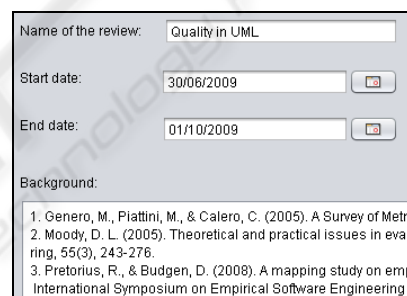 Name of the review: Quality in UML
Start date: 30/06/2009
End date: 01/10/2009
Background:
1. Genero, M., Piattini, M., & Calero, C. (2005). A Survey of Metr
2. Moody, D. L. (2005). Theoretical and practical issues in eva
ring, 55(3), 243-276.
3. Pretorius, R., & Budgen, D. (2008). A mapping study on emp
International Symposium on Empirical Software Engineering